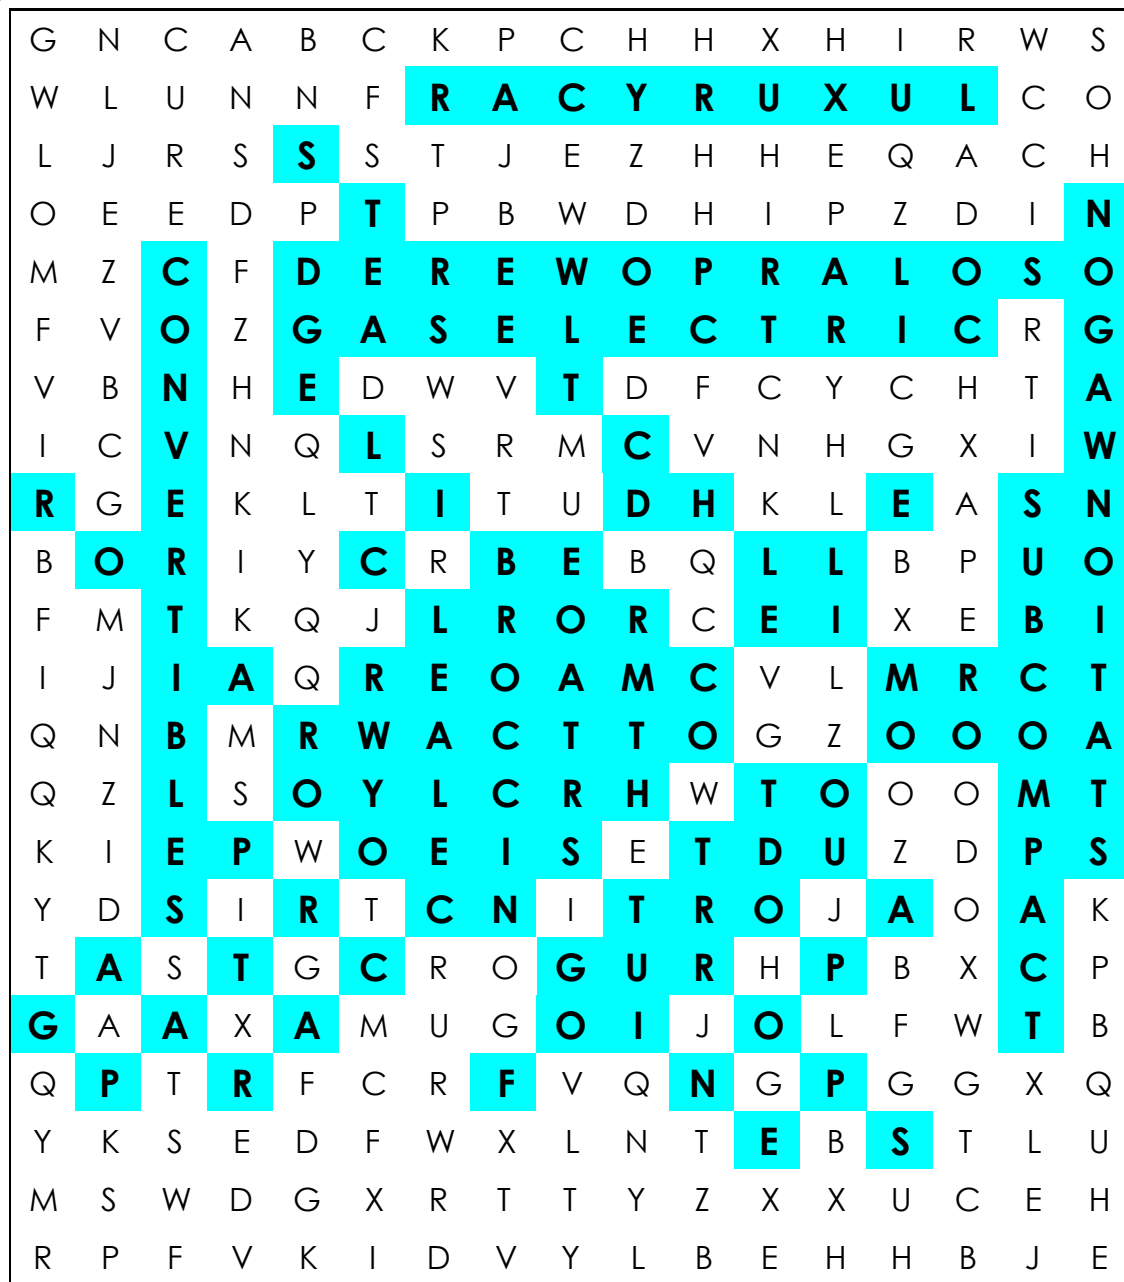 G N C A B C K P C H H X H I R W S
W L U N N F R A C Y R U X U L C O
L J R S S S T J E Z H H E Q A C H
O E E D P T P B W D H I P Z D I N
M Z C F D E R E W O P R A L O S O
F V O Z G A S E L E C T R I C R G
V B N H E D W V T D F C Y C H T A
I C V N Q L S R M C V N H G X I W
R G E K L T I T U D H K L E A S N
B O R I Y C R B E B Q L L B P U O
F M T K Q J L R O R C E I X E B I
I J I A Q R E O A M C V L M R C T
Q N B M R W A C T T O G Z O O O A
Q Z L S O Y L C R H W T O O O M T
K I E P W O E I S E T D U Z D P S
Y D S I R T C N I T R O J A O A K
T A S T G C R O G U R H P B X C P
G A A X A M U G O I J O L F W T B
Q P T R F C R F V Q N G P G G X Q
Y K S E D F W X L N T E B S T L U
M S W D G X R T T Y Z X X U C E H
R P F V K I D V Y L B E H H B J E